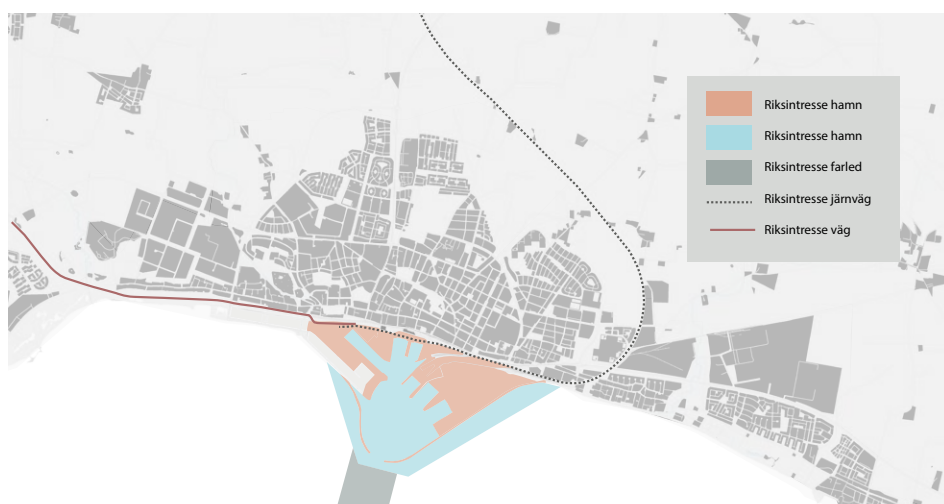 Riksintresse hamn
Riksintresse hamn
Riksintresse farled
Riksintresse järnväg
Riksintresse väg